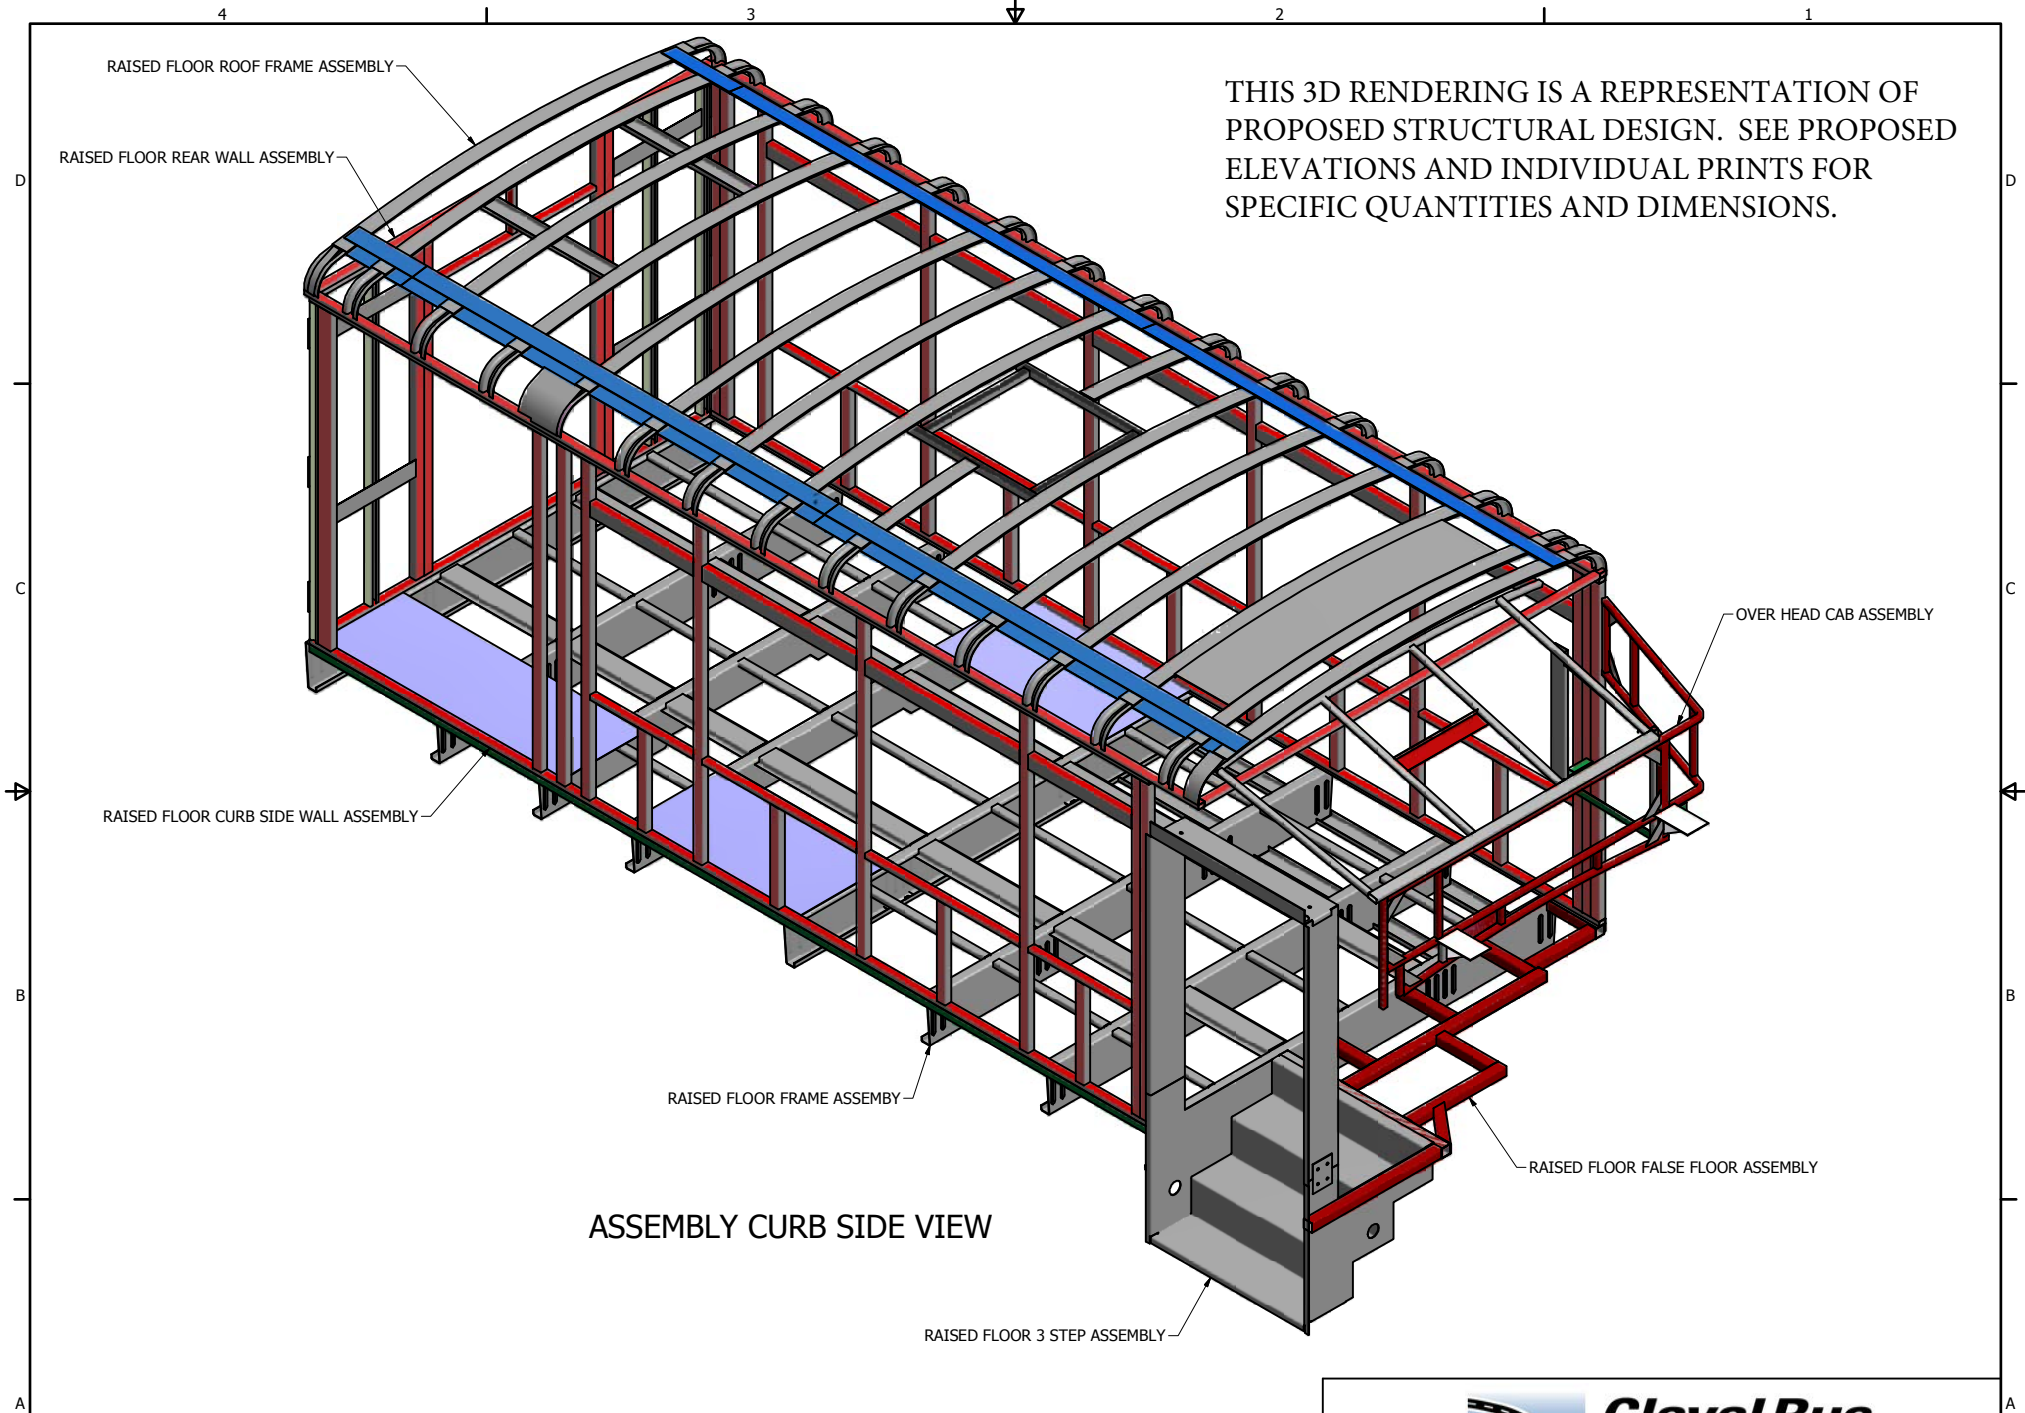 4 3 2 1
RAISED FLOOR ROOF FRAME ASSEMBLY
THIS 3D RENDERING IS A REPRESENTATION OF
PROPOSED STRUCTURAL DESIGN. SEE PROPOSED
ELEVATIONS AND INDIVIDUAL PRINTS FOR
SPECIFIC QUANTITIES AND DIMENSIONS.
RAISED FLOOR REAR WALL ASSEMBLY
D D
C C
OVER HEAD CAB ASSEMBLY
RAISED FLOOR CURB SIDE WALL ASSEMBLY
B B
RAISED FLOOR FRAME ASSEMBY
RAISED FLOOR FALSE FLOOR ASSEMBLY
ASSEMBLY CURB SIDE VIEW
RAISED FLOOR 3 STEP ASSEMBLY
A A